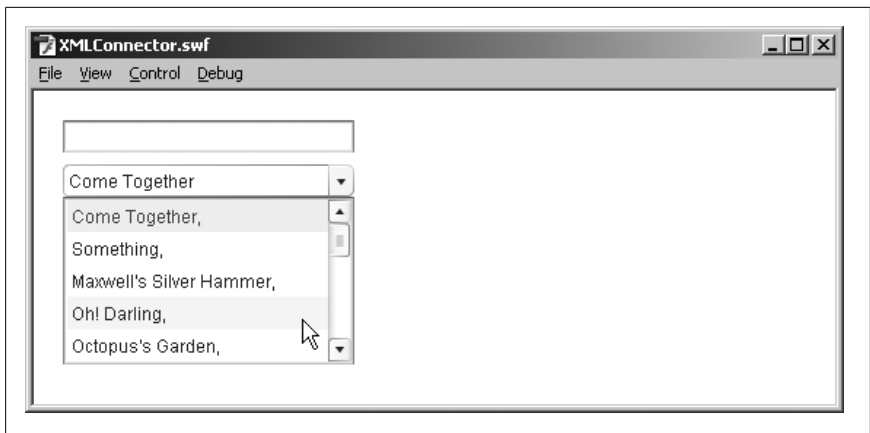 XMLConnector.swf
File View Control Debug
Come Together
Come Together,
Something,
Maxwell's Silver Hammer,
Oh! Darling,
Octopus's Garden,